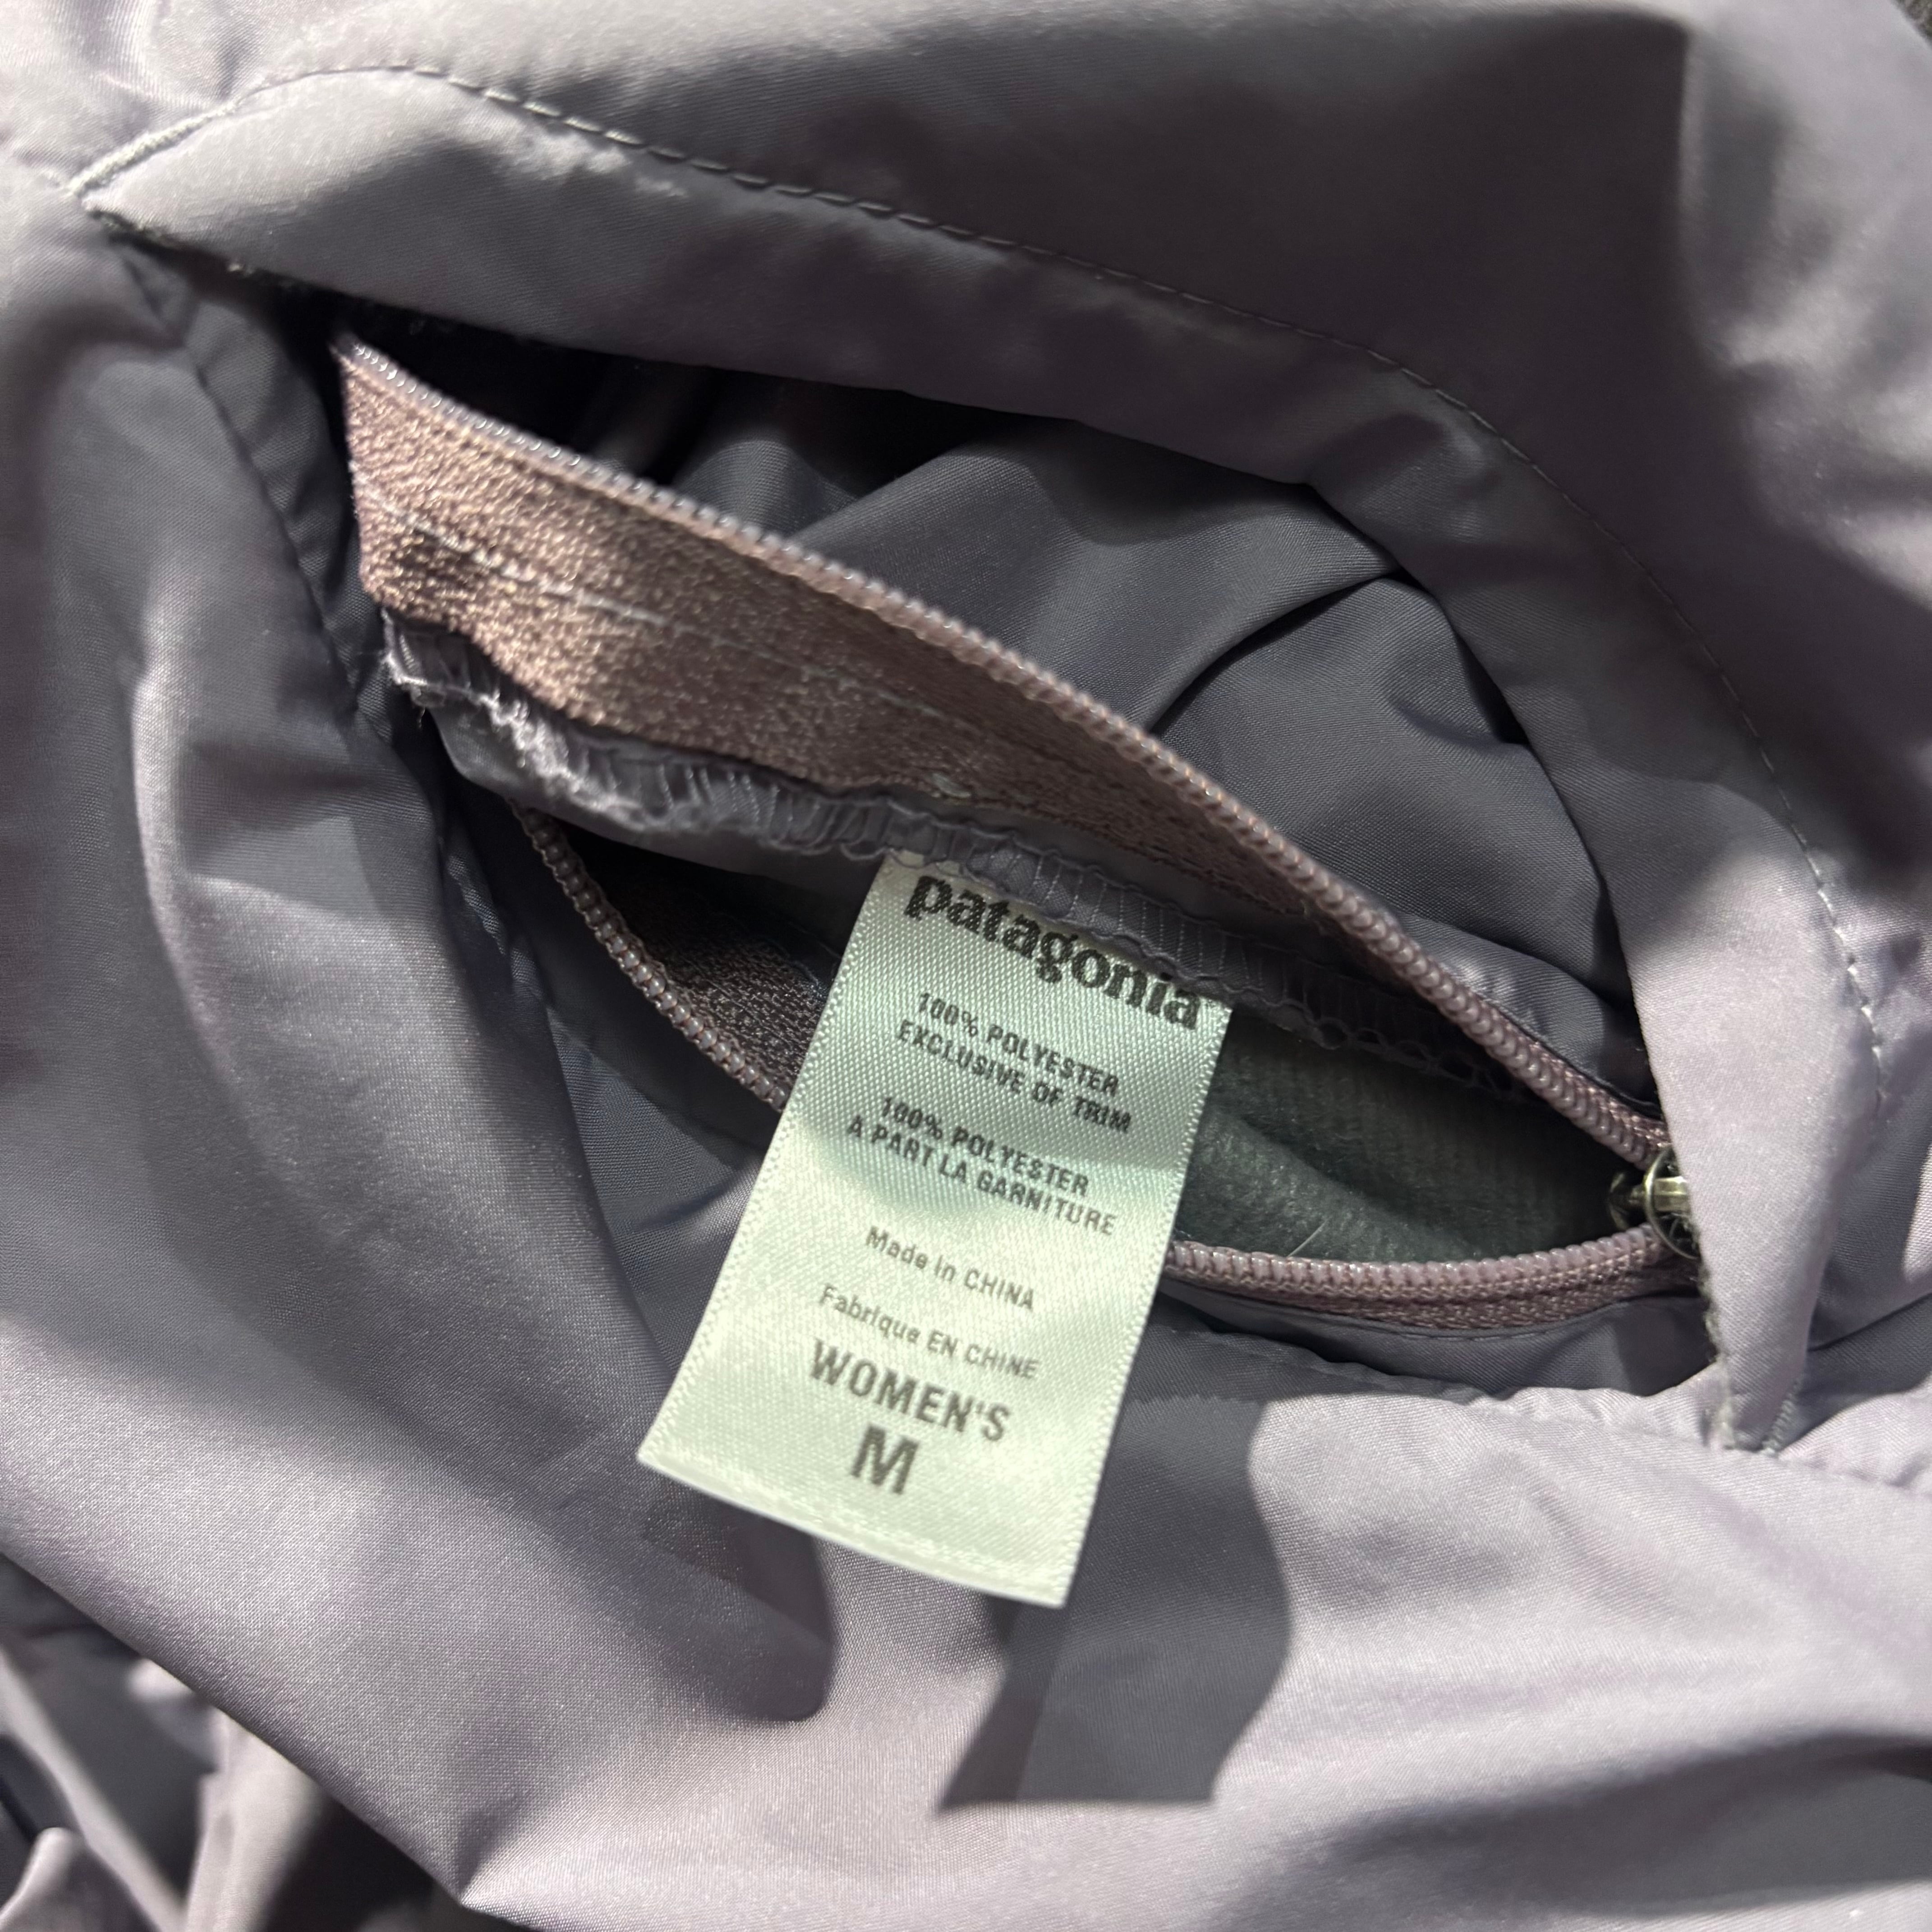 patagonia®
100% POLYESTER
EXCLUSIVE OF TRIM
100% POLYESTER
À PART LA GARNITURE
Made in CHINA
Fabrique EN CHINE
WOMEN'S
M